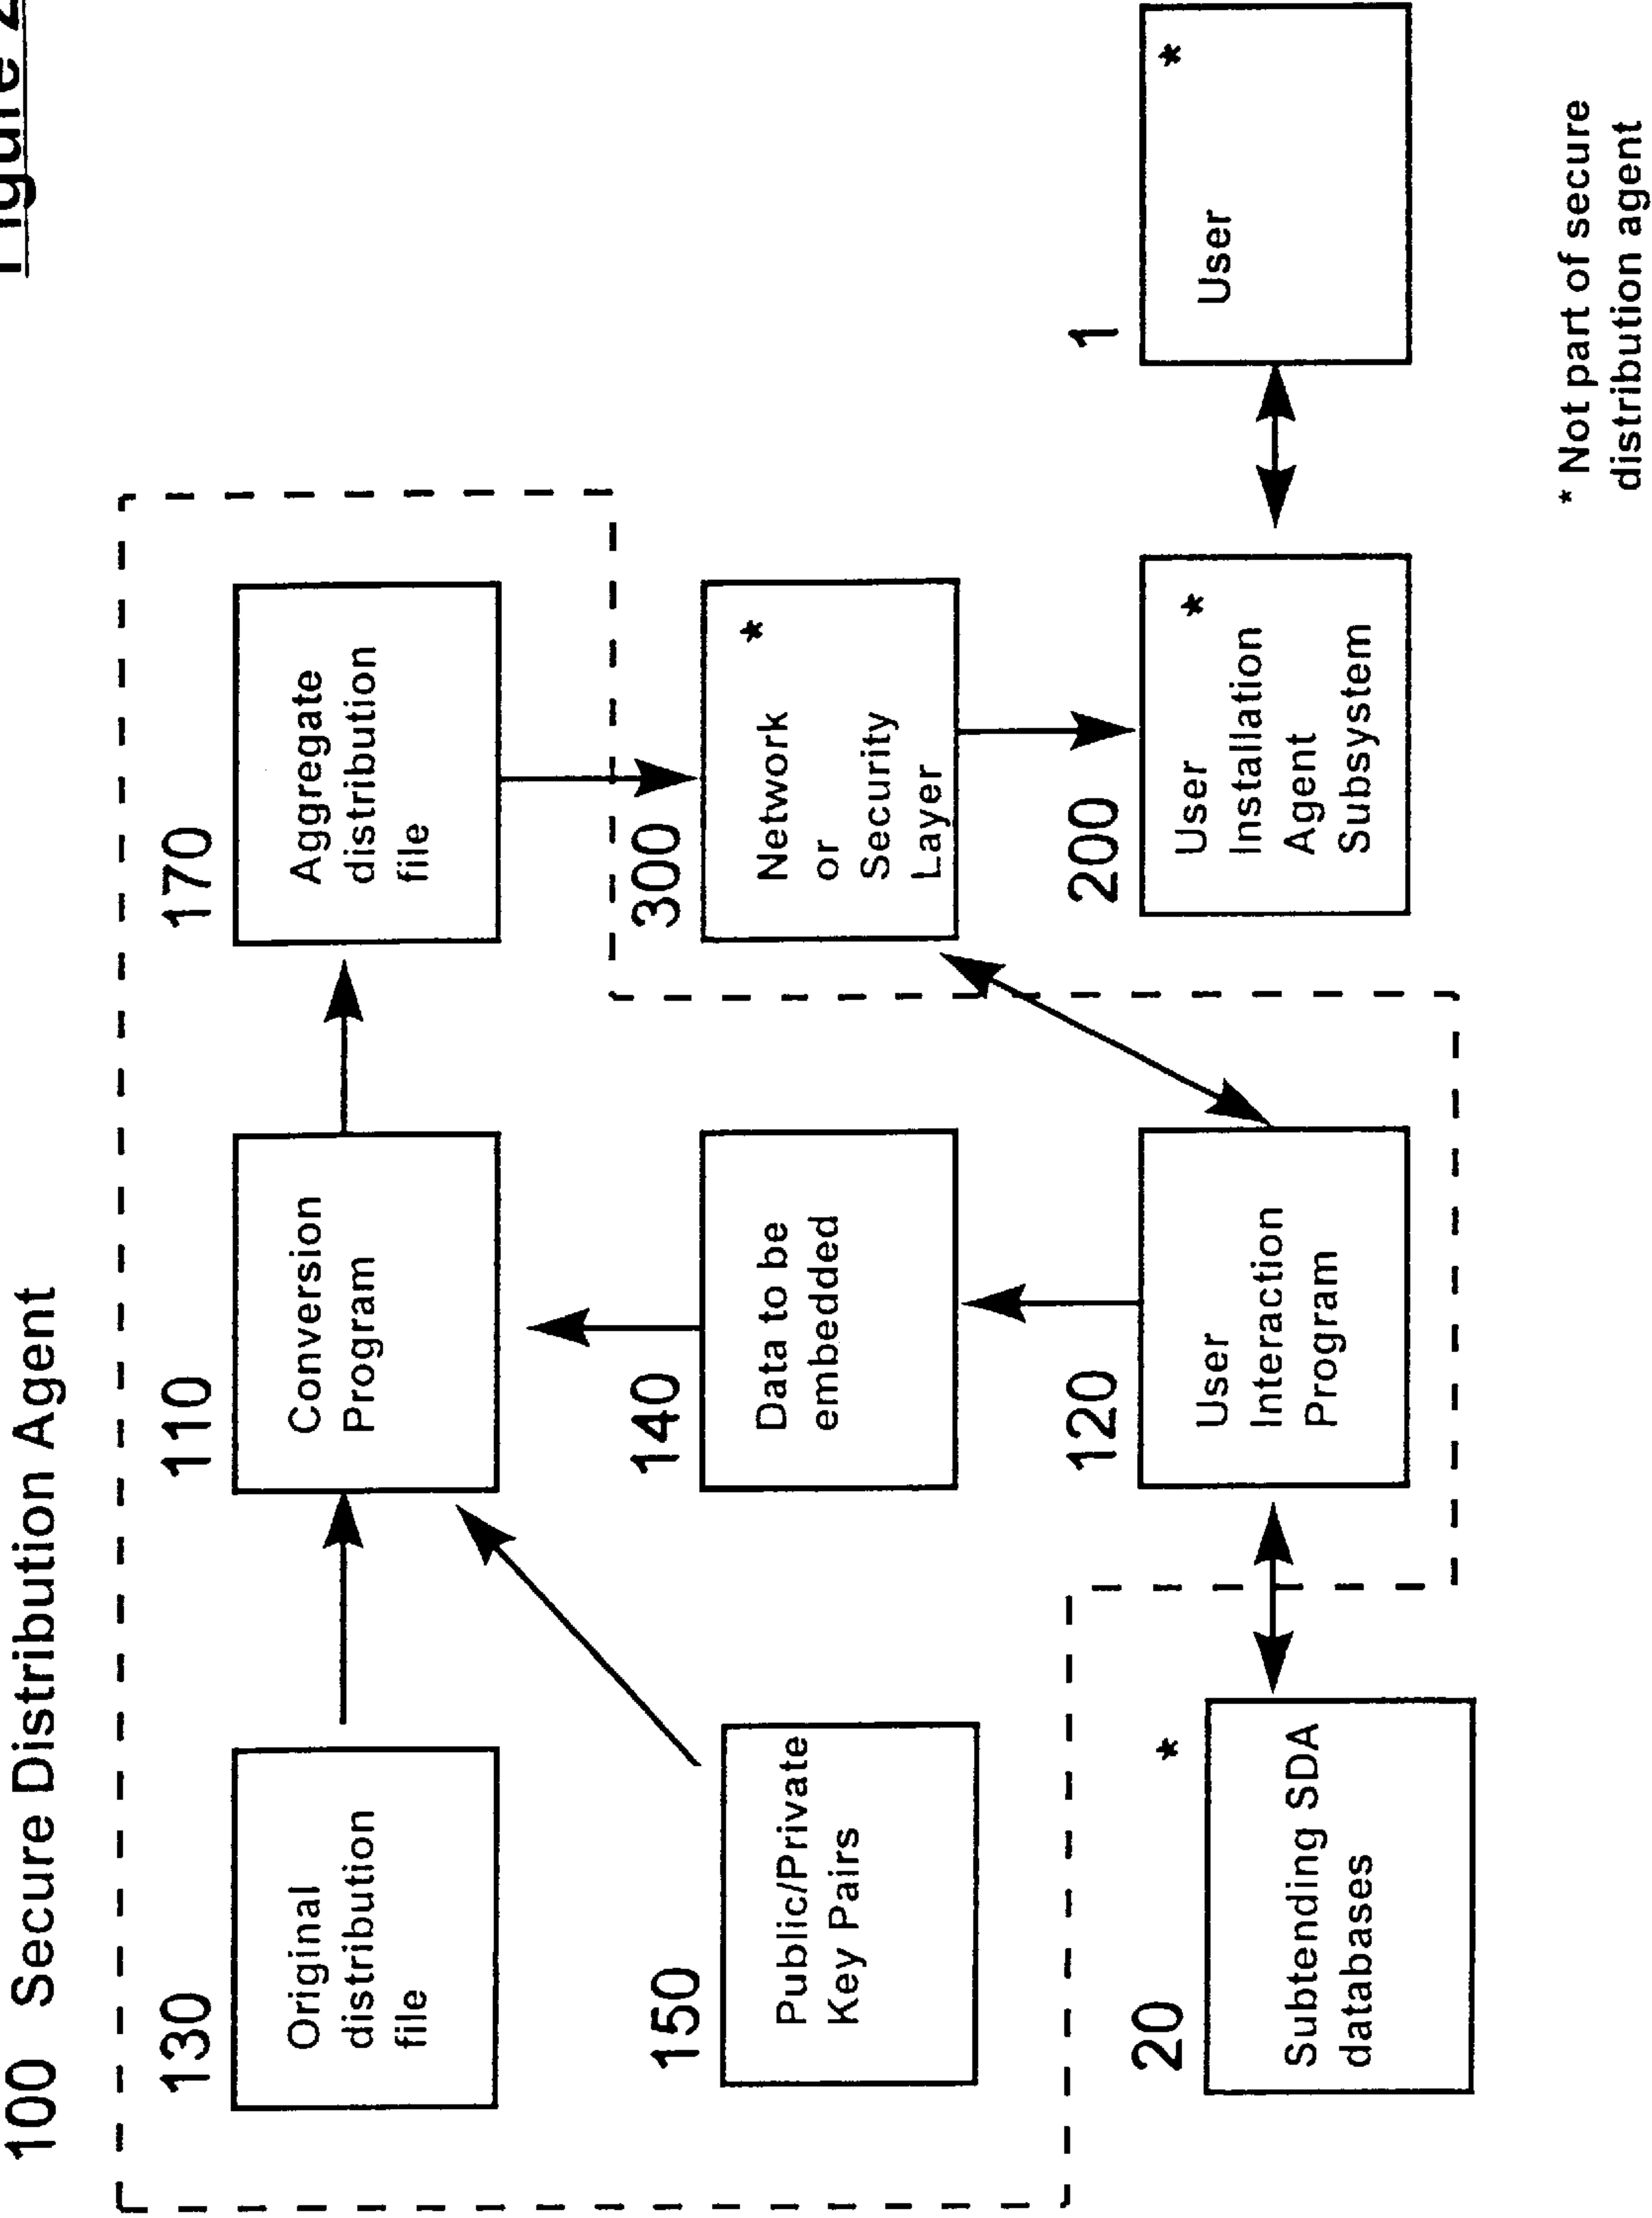 Figure 2
100 Secure Distribution Agent
130
Original
distribution
file
110
Conversion
Program
170
Aggregate
distribution
file
150
Public/Private
Key Pairs
140
Data to be
embedded
300
*
Network
or
Security
Layer
20
*
Subtending SDA
databases
120
User
Interaction
Program
200
User *
Installation
Agent
Subsystem
1
*
User
* Not part of secure
distribution agent